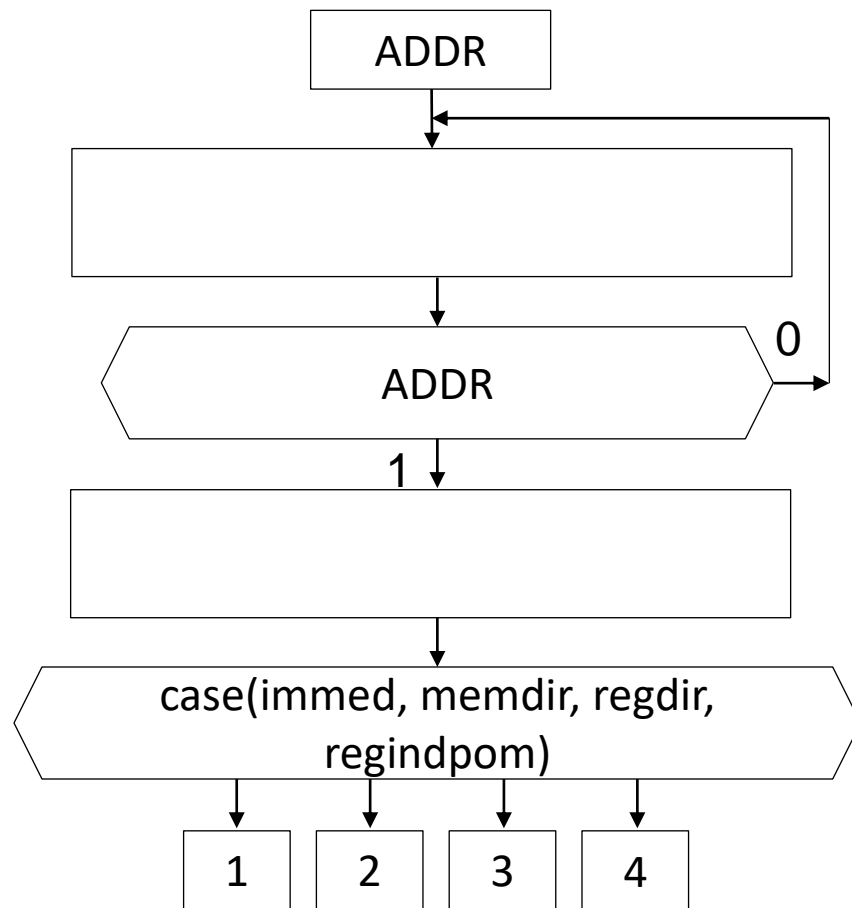 ADDR
ADDR
0
1
case(immed, memdir, regdir,
regindpom)
1
2
3
4